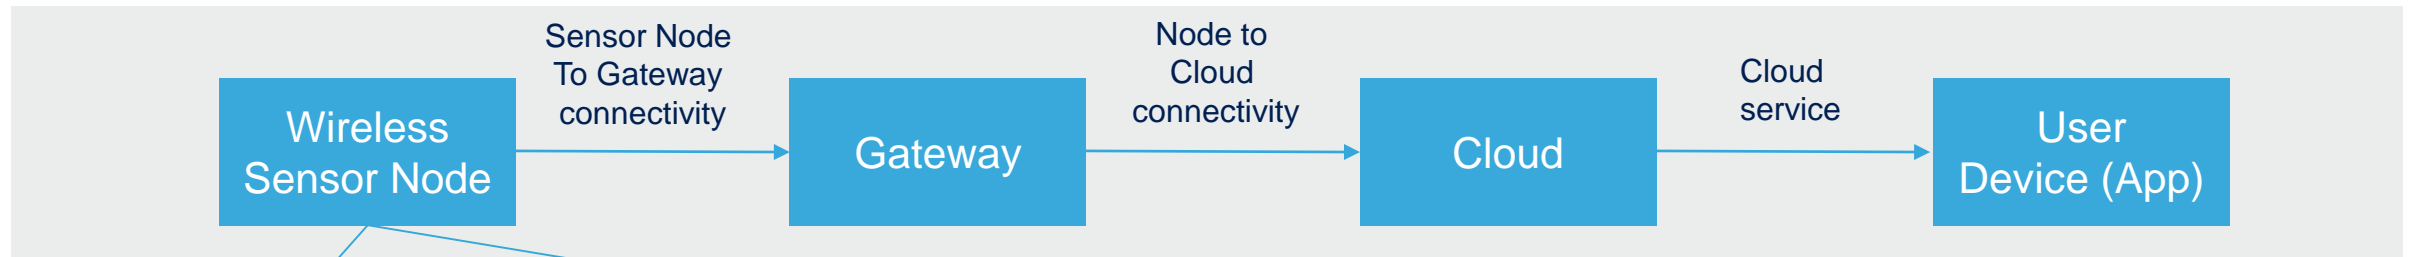 Wireless
Sensor Node
Sensor Node
To Gateway
connectivity
Gateway
Node to
Cloud
connectivity
Cloud
Cloud
service
User
Device (App)